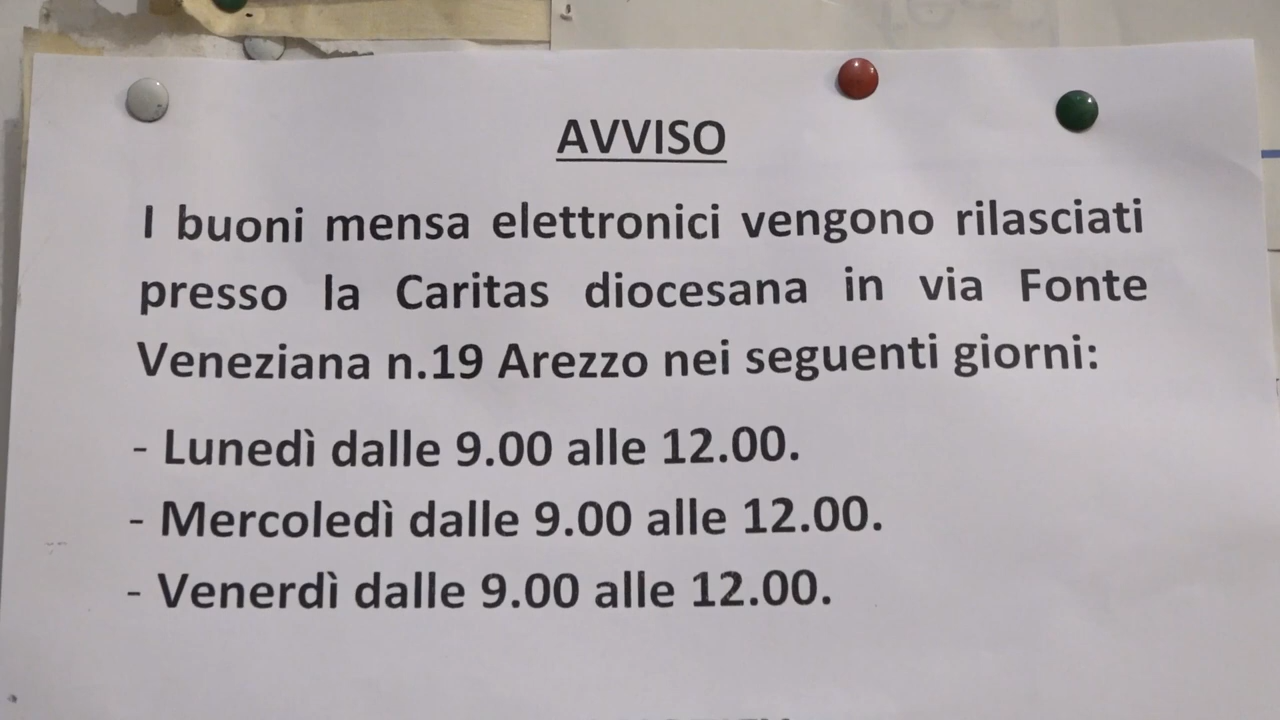 AVVISO
I buoni mensa elettronici vengono rilasciati
presso la Caritas diocesana in via Fonte
Veneziana n.19 Arezzo nei seguenti giorni:
- Lunedì dalle 9.00 alle 12.00.
- Mercoledì dalle 9.00 alle 12.00.
- Venerdì dalle 9.00 alle 12.00.